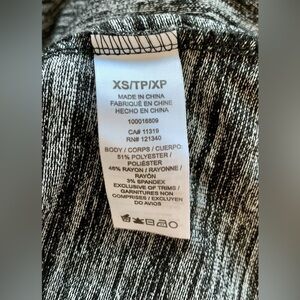 XS/TP/XP
MADE IN CHINA
FABRIQUÉ EN CHINE
HECHO EN CHINA
100016809
CA# 11319
RN# 121340
BODY / CORPS / CUERPO
51% POLYESTER /
POLIÉSTER
46% RAYON / RAYONNE /
RAYÓN
3% SPANDEX
EXCLUSIVE OF TRIMS /
GARNITURES NON
COMPRISES / EXCLUYEN
DO AVIOS